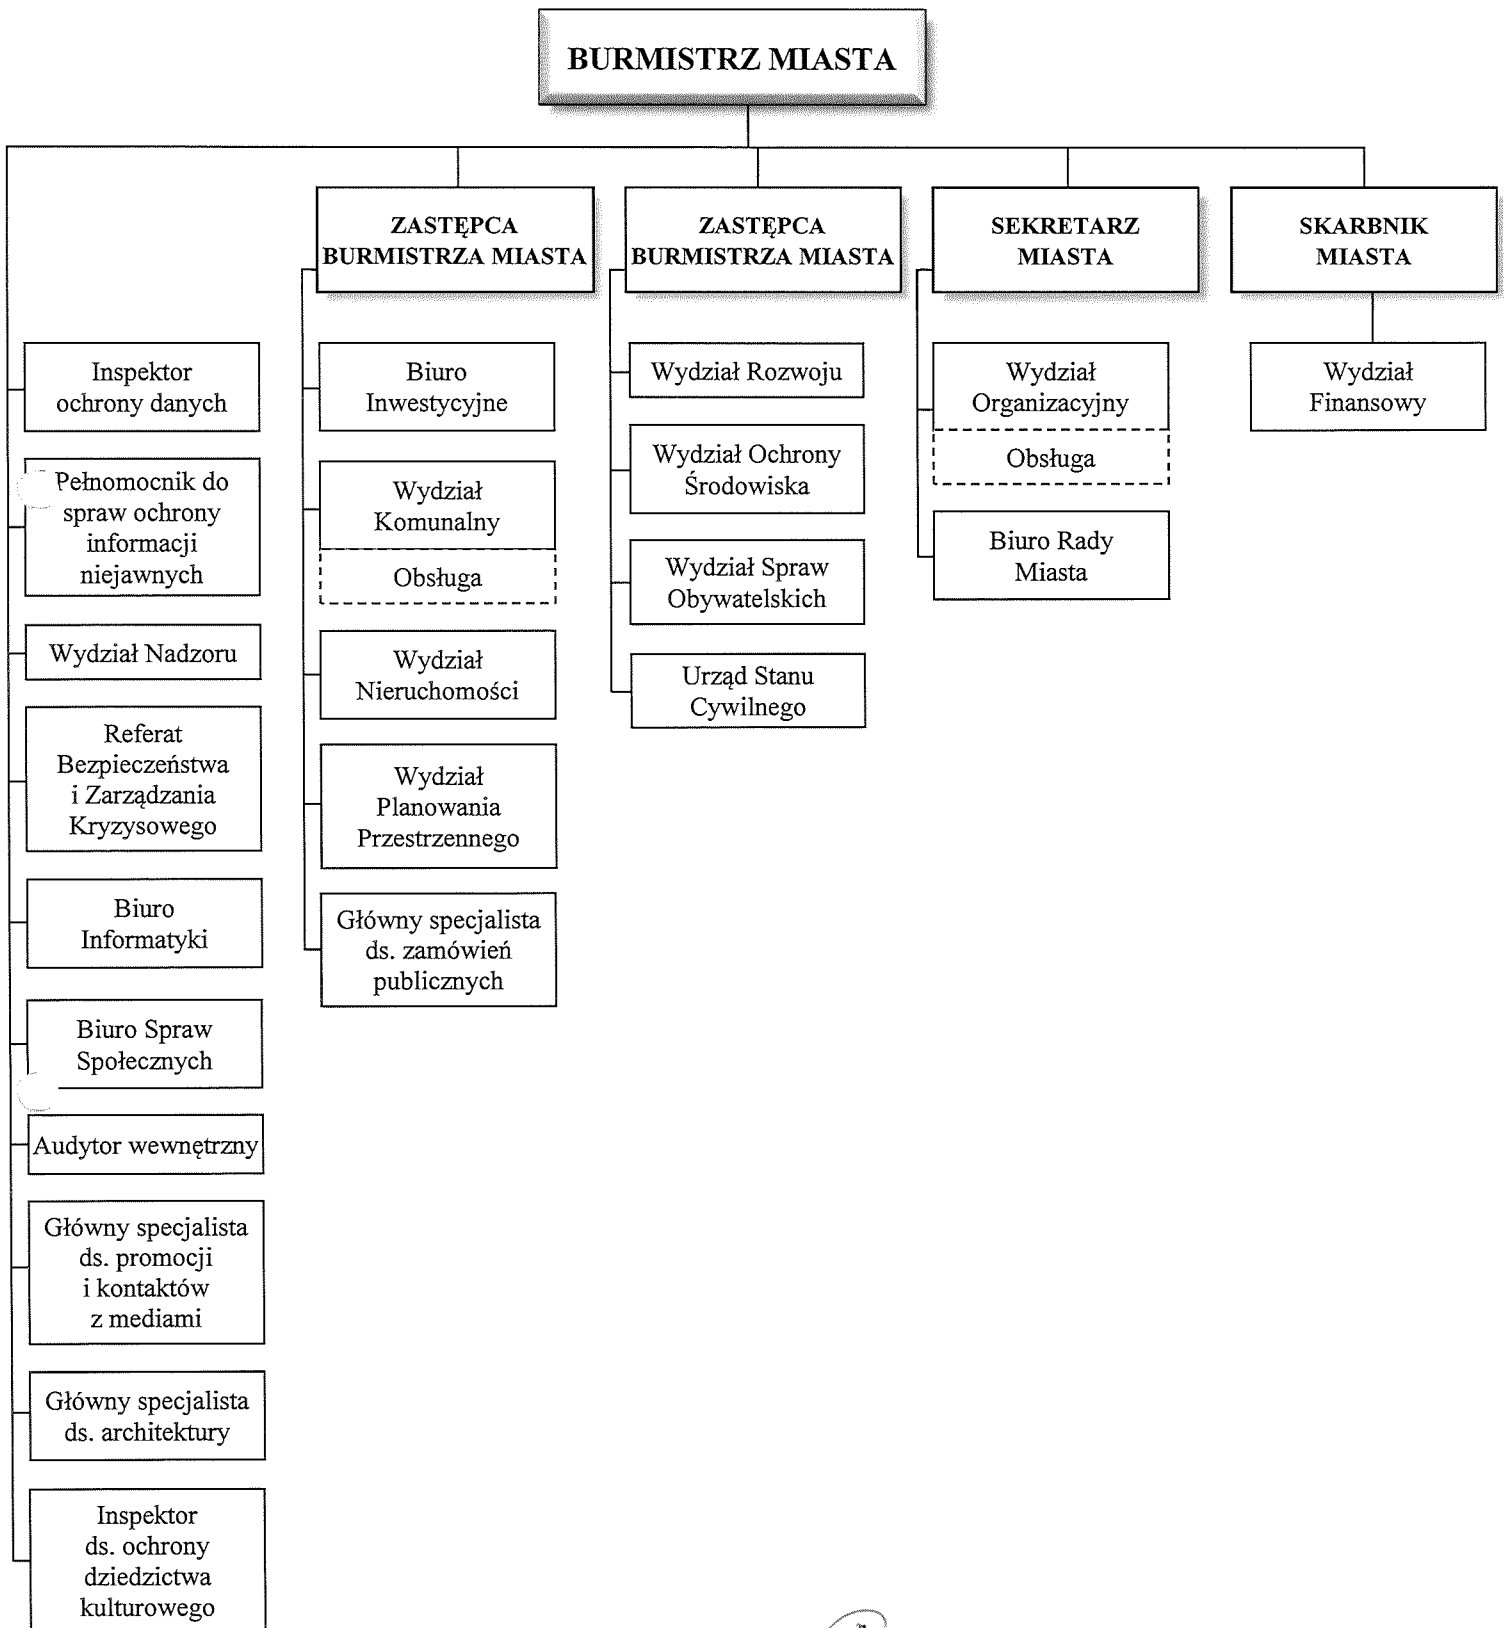 BURMISTRZ MIASTA
ZASTĘPCA
BURMISTRZA MIASTA
ZASTĘPCA
BURMISTRZA MIASTA
SEKRETARZ
MIASTA
SKARBNIK
MIASTA
Inspektor
ochrony danych
Pełnomocnik do
spraw ochrony
informacji
niejawnych
Wydział Nadzoru
Referat
Bezpieczeństwa
i Zarządzania
Kryzysowego
Biuro
Informatyki
Biuro Spraw
Społecznych
Audytor wewnętrzny
Główny specjalista
ds. promocji
i kontaktów
z mediami
Główny specjalista
ds. architektury
Inspektor
ds. ochrony
dziedzictwa
kulturowego
Biuro
Inwestycyjne
Wydział
Komunalny
Obsługa
Wydział
Nieruchomości
Wydział
Planowania
Przestrzennego
Główny specjalista
ds. zamówień
publicznych
Wydział Rozwoju
Wydział Ochrony
Środowiska
Wydział Spraw
Obywatelskich
Urząd Stanu
Cywilnego
Wydział
Organizacyjny
Obsługa
Biuro Rady
Miasta
Wydział
Finansowy